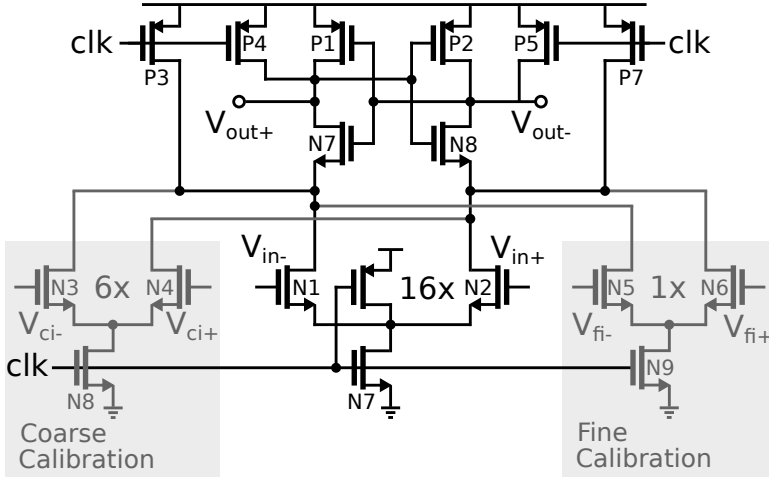 clk
P3
P4
P1
P2
P5
P7
clk
Vout+
N7
N8
Vout-
Vin-
Vin+
N3
6x
N4
N1
16x
N2
N5
1x
N6
Vci-
Vci+
Vfi-
Vfi+
clk
N8
N7
N9
Coarse
Calibration
Fine
Calibration